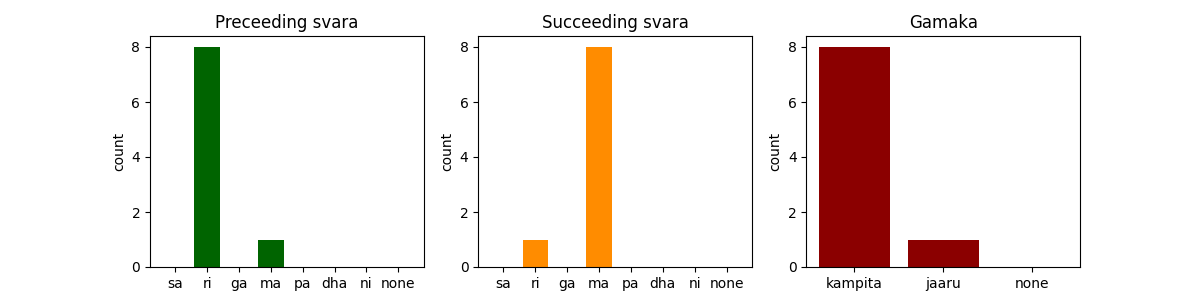 Preceeding svara
count
8
6
4
2
0
sa ri ga ma pa dha ni none
Succeeding svara
count
8
6
4
2
0
sa ri ga ma pa dha ni none
Gamaka
count
8
6
4
2
0
kampita jaaru none